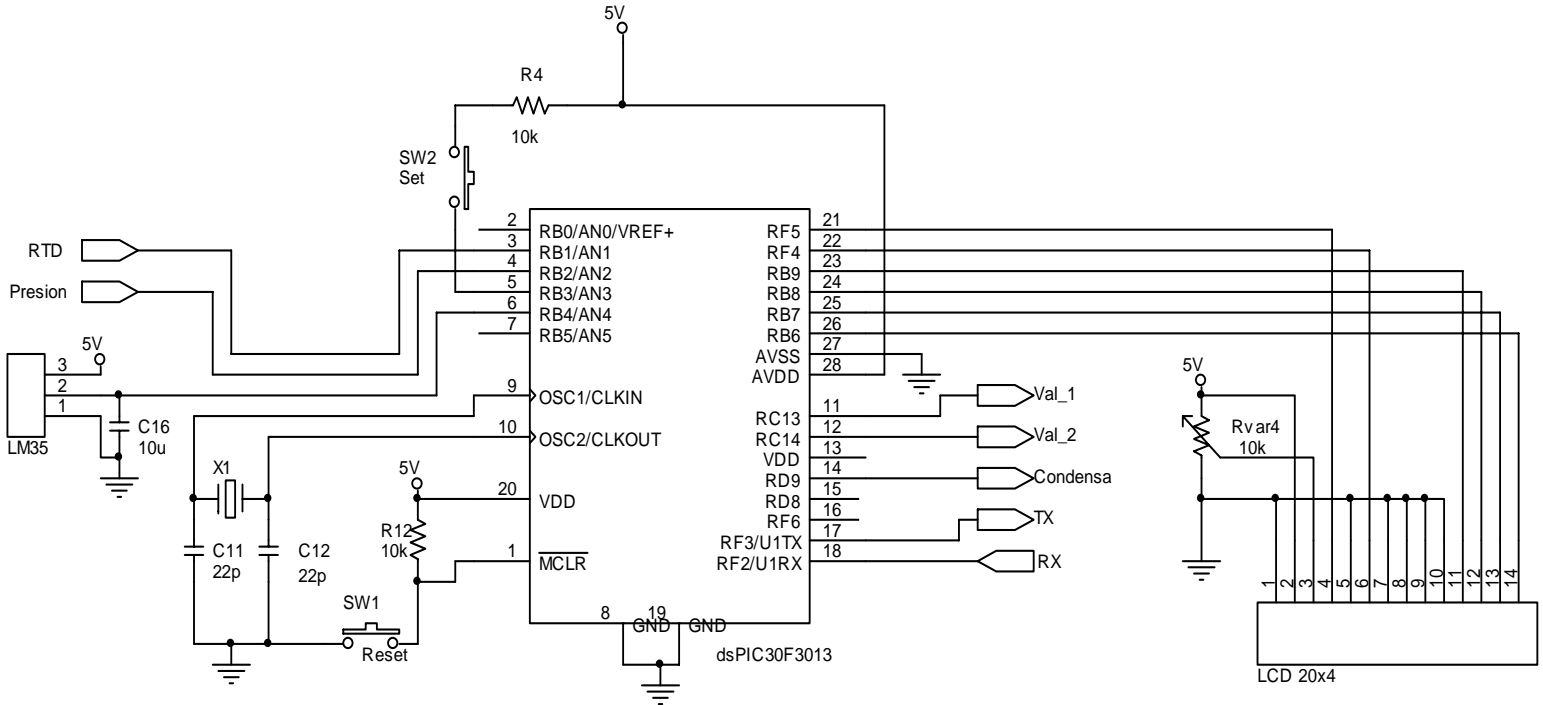 5V
R4
10k
SW2
Set
RTD
Presion
2
3
4
5
6
7
9
10
20
1
RB0/AN0/VREF+
RB1/AN1
RB2/AN2
RB3/AN3
RB4/AN4
RB5/AN5
OSC1/CLKIN
OSC2/CLKOUT
VDD
MCLR
RF5
RF4
RB9
RB8
RB7
RB6
AVSS
AVDD
RC13
RC14
VDD
RD9
RD8
RF6
RF3/U1TX
RF2/U1RX
21
22
23
24
25
26
27
28
11
12
13
14
15
16
17
18
8
19
GND
GND
dsPIC30F3013
5V
3
2
1
LM35
C16
10u
X1
C11
22p
C12
22p
5V
R12
10k
SW1
Reset
Val_1
Val_2
Condensa
TX
RX
5V
Rvar4
10k
1
2
3
4
5
6
7
8
9
10
11
12
13
14
LCD 20x4